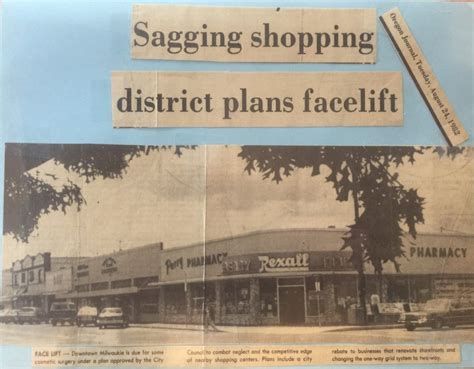 Sagging shopping
district plans facelift
Oregon Journal, Tuesday, August 24, 1982
Perry PHARMACY
Rexall
PHARMACY
FACE LIFT — Downtown Milwaukie is due for some
cosmetic surgery under a plan approved by the City
Council to combat neglect and the competitive edge
of nearby shopping centers. Plans include a city
rebate to businesses that renovate storefronts and
changing the one-way grid system to two-way.